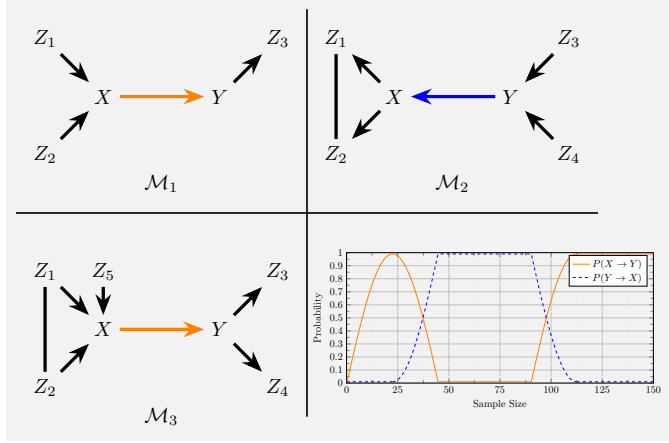 Z₁ Z₃
X Y
Z₂
ℳ₁
Z₁ Z₃
X Y
Z₂ Z₄
ℳ₂
Z₁ Z₅ Z₃
X Y
Z₂ Z₄
ℳ₃
P(X → Y)
P(Y → X)
1
0.9
0.8
0.7
0.6
0.5
0.4
0.3
0.2
0.1
0
Probability
0 25 50 75 100 125 150
Sample Size